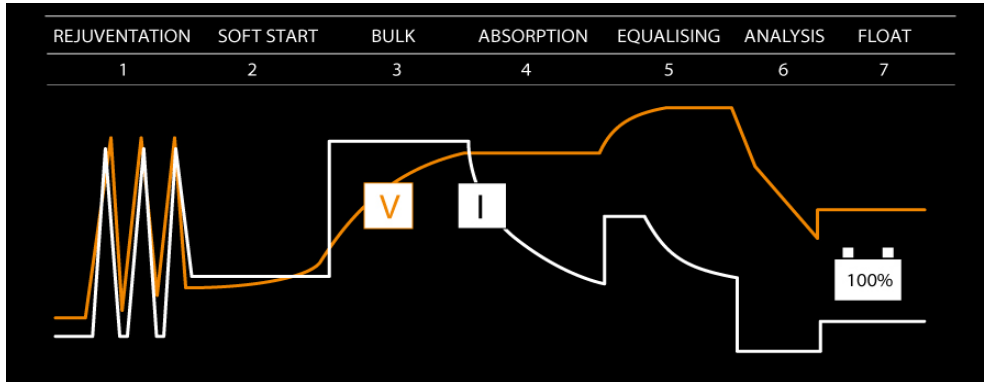 REJUVENTATION SOFT START BULK ABSORPTION EQUALISING ANALYSIS FLOAT
1 2 3 4 5 6 7
V I
100%